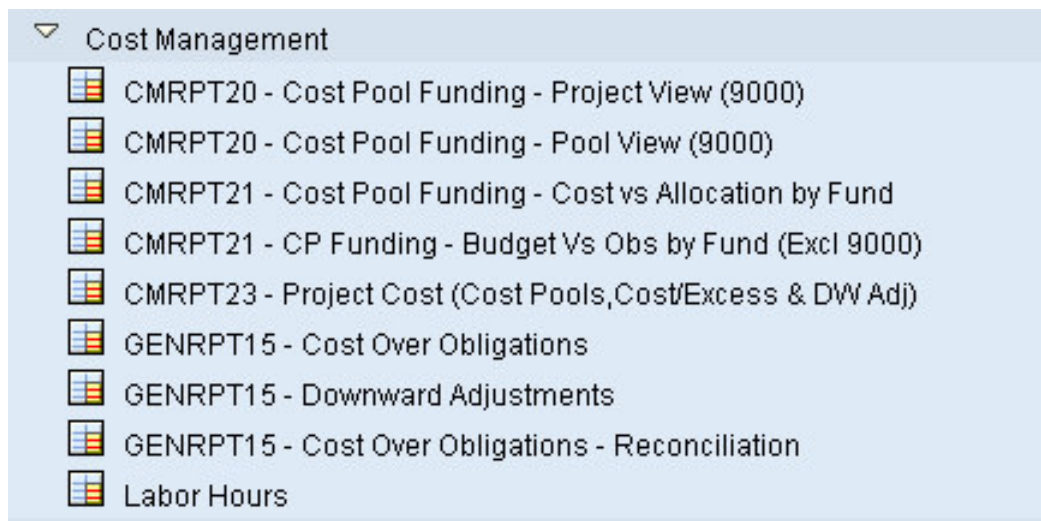 Cost Management
CMRPT20 - Cost Pool Funding - Project View (9000)
CMRPT20 - Cost Pool Funding - Pool View (9000)
CMRPT21 - Cost Pool Funding - Cost vs Allocation by Fund
CMRPT21 - CP Funding - Budget Vs Obs by Fund (Excl 9000)
CMRPT23 - Project Cost (Cost Pools,Cost/Excess & DW Adj)
GENRPT15 - Cost Over Obligations
GENRPT15 - Downward Adjustments
GENRPT15 - Cost Over Obligations - Reconciliation
Labor Hours